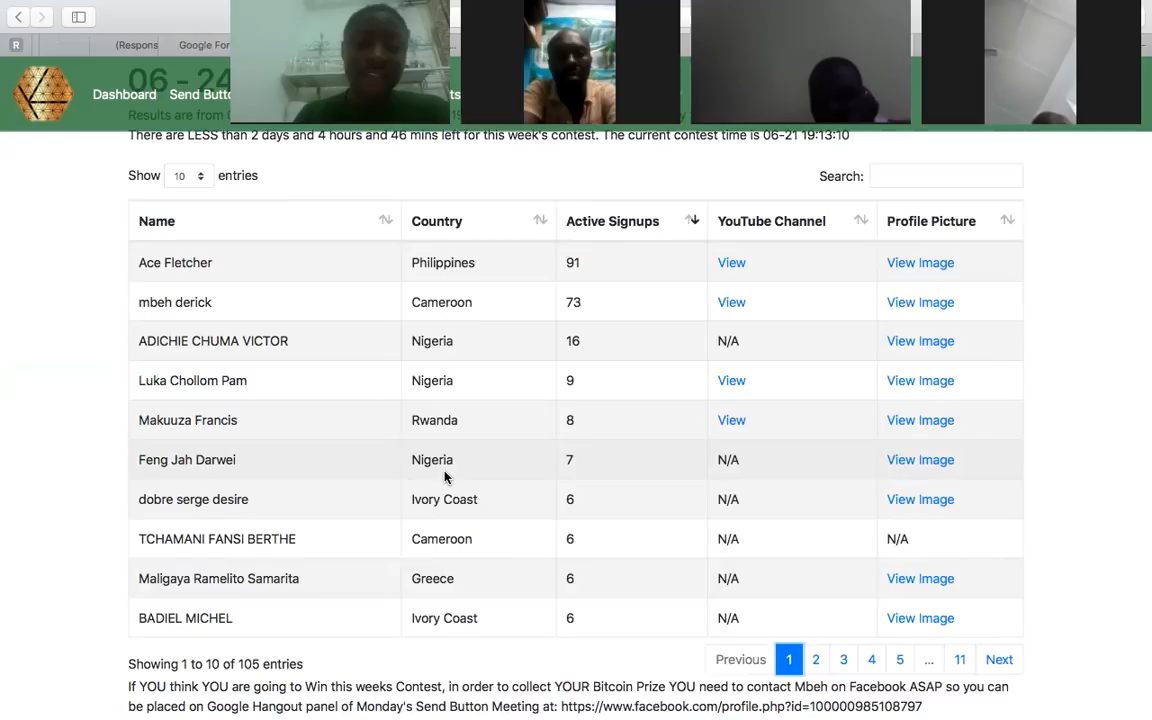 R (Respons Google For ...
06 - 24
Dashboard Send Butto ts
Results are from
There are LESS than 2 days and 4 hours and 46 mins left for this week's contest. The current contest time is 06-21 19:13:10
Show 10 entries Search:
Name Country Active Signups YouTube Channel Profile Picture
Ace Fletcher Philippines 91 View View Image
mbeh derick Cameroon 73 View View Image
ADICHIE CHUMA VICTOR Nigeria 16 N/A View Image
Luka Chollom Pam Nigeria 9 View View Image
Makuuza Francis Rwanda 8 View View Image
Feng Jah Darwei Nigeria 7 N/A View Image
dobre serge desire Ivory Coast 6 N/A View Image
TCHAMANI FANSI BERTHE Cameroon 6 N/A N/A
Maligaya Ramelito Samarita Greece 6 N/A View Image
BADIEL MICHEL Ivory Coast 6 N/A View Image
Previous 1 2 3 4 5 ... 11 Next
Showing 1 to 10 of 105 entries
If YOU think YOU are going to Win this weeks Contest, in order to collect YOUR Bitcoin Prize YOU need to contact Mbeh on Facebook ASAP so you can
be placed on Google Hangout panel of Monday's Send Button Meeting at: https://www.facebook.com/profile.php?id=100000985108797